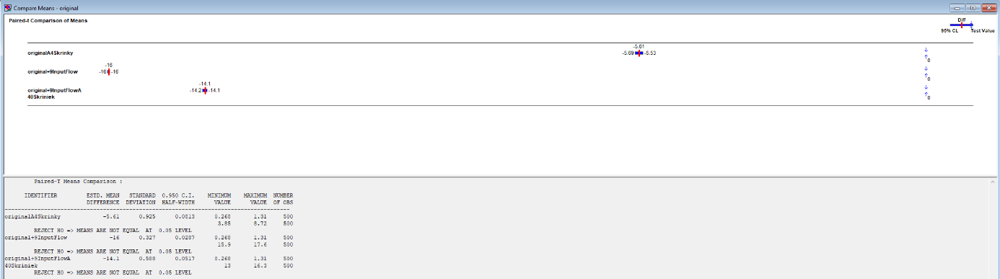 Compare Means - original
Paired-t Comparison of Means
Diff
95% CL Test Value
originalA4Skrinky
-5.61
-5.69 -5.53
0
original+9InputFlow
-16
-16 -16
0
original+9InputFlowA
40Skriniek
-14.1
-14.2 -14.1
0
Paired-T Means Comparison :
IDENTIFIER ESTD. MEAN STANDARD 0.950 C.I. MINIMUM MAXIMUM NUMBER
DIFFERENCE DEVIATION HALF-WIDTH VALUE VALUE OF OBS
originalA4Skrinky -5.61 0.925 0.0813 0.268 1.31 500
3.85 8.72 500
REJECT H0 => MEANS ARE NOT EQUAL AT 0.05 LEVEL
original+9InputFlow -16 0.327 0.0287 0.268 1.31 500
15.9 17.6 500
REJECT H0 => MEANS ARE NOT EQUAL AT 0.05 LEVEL
original+9InputFlowA -14.1 0.588 0.0517 0.268 1.31 500
40Skriniek 13 16.3 500
REJECT H0 => MEANS ARE NOT EQUAL AT 0.05 LEVEL